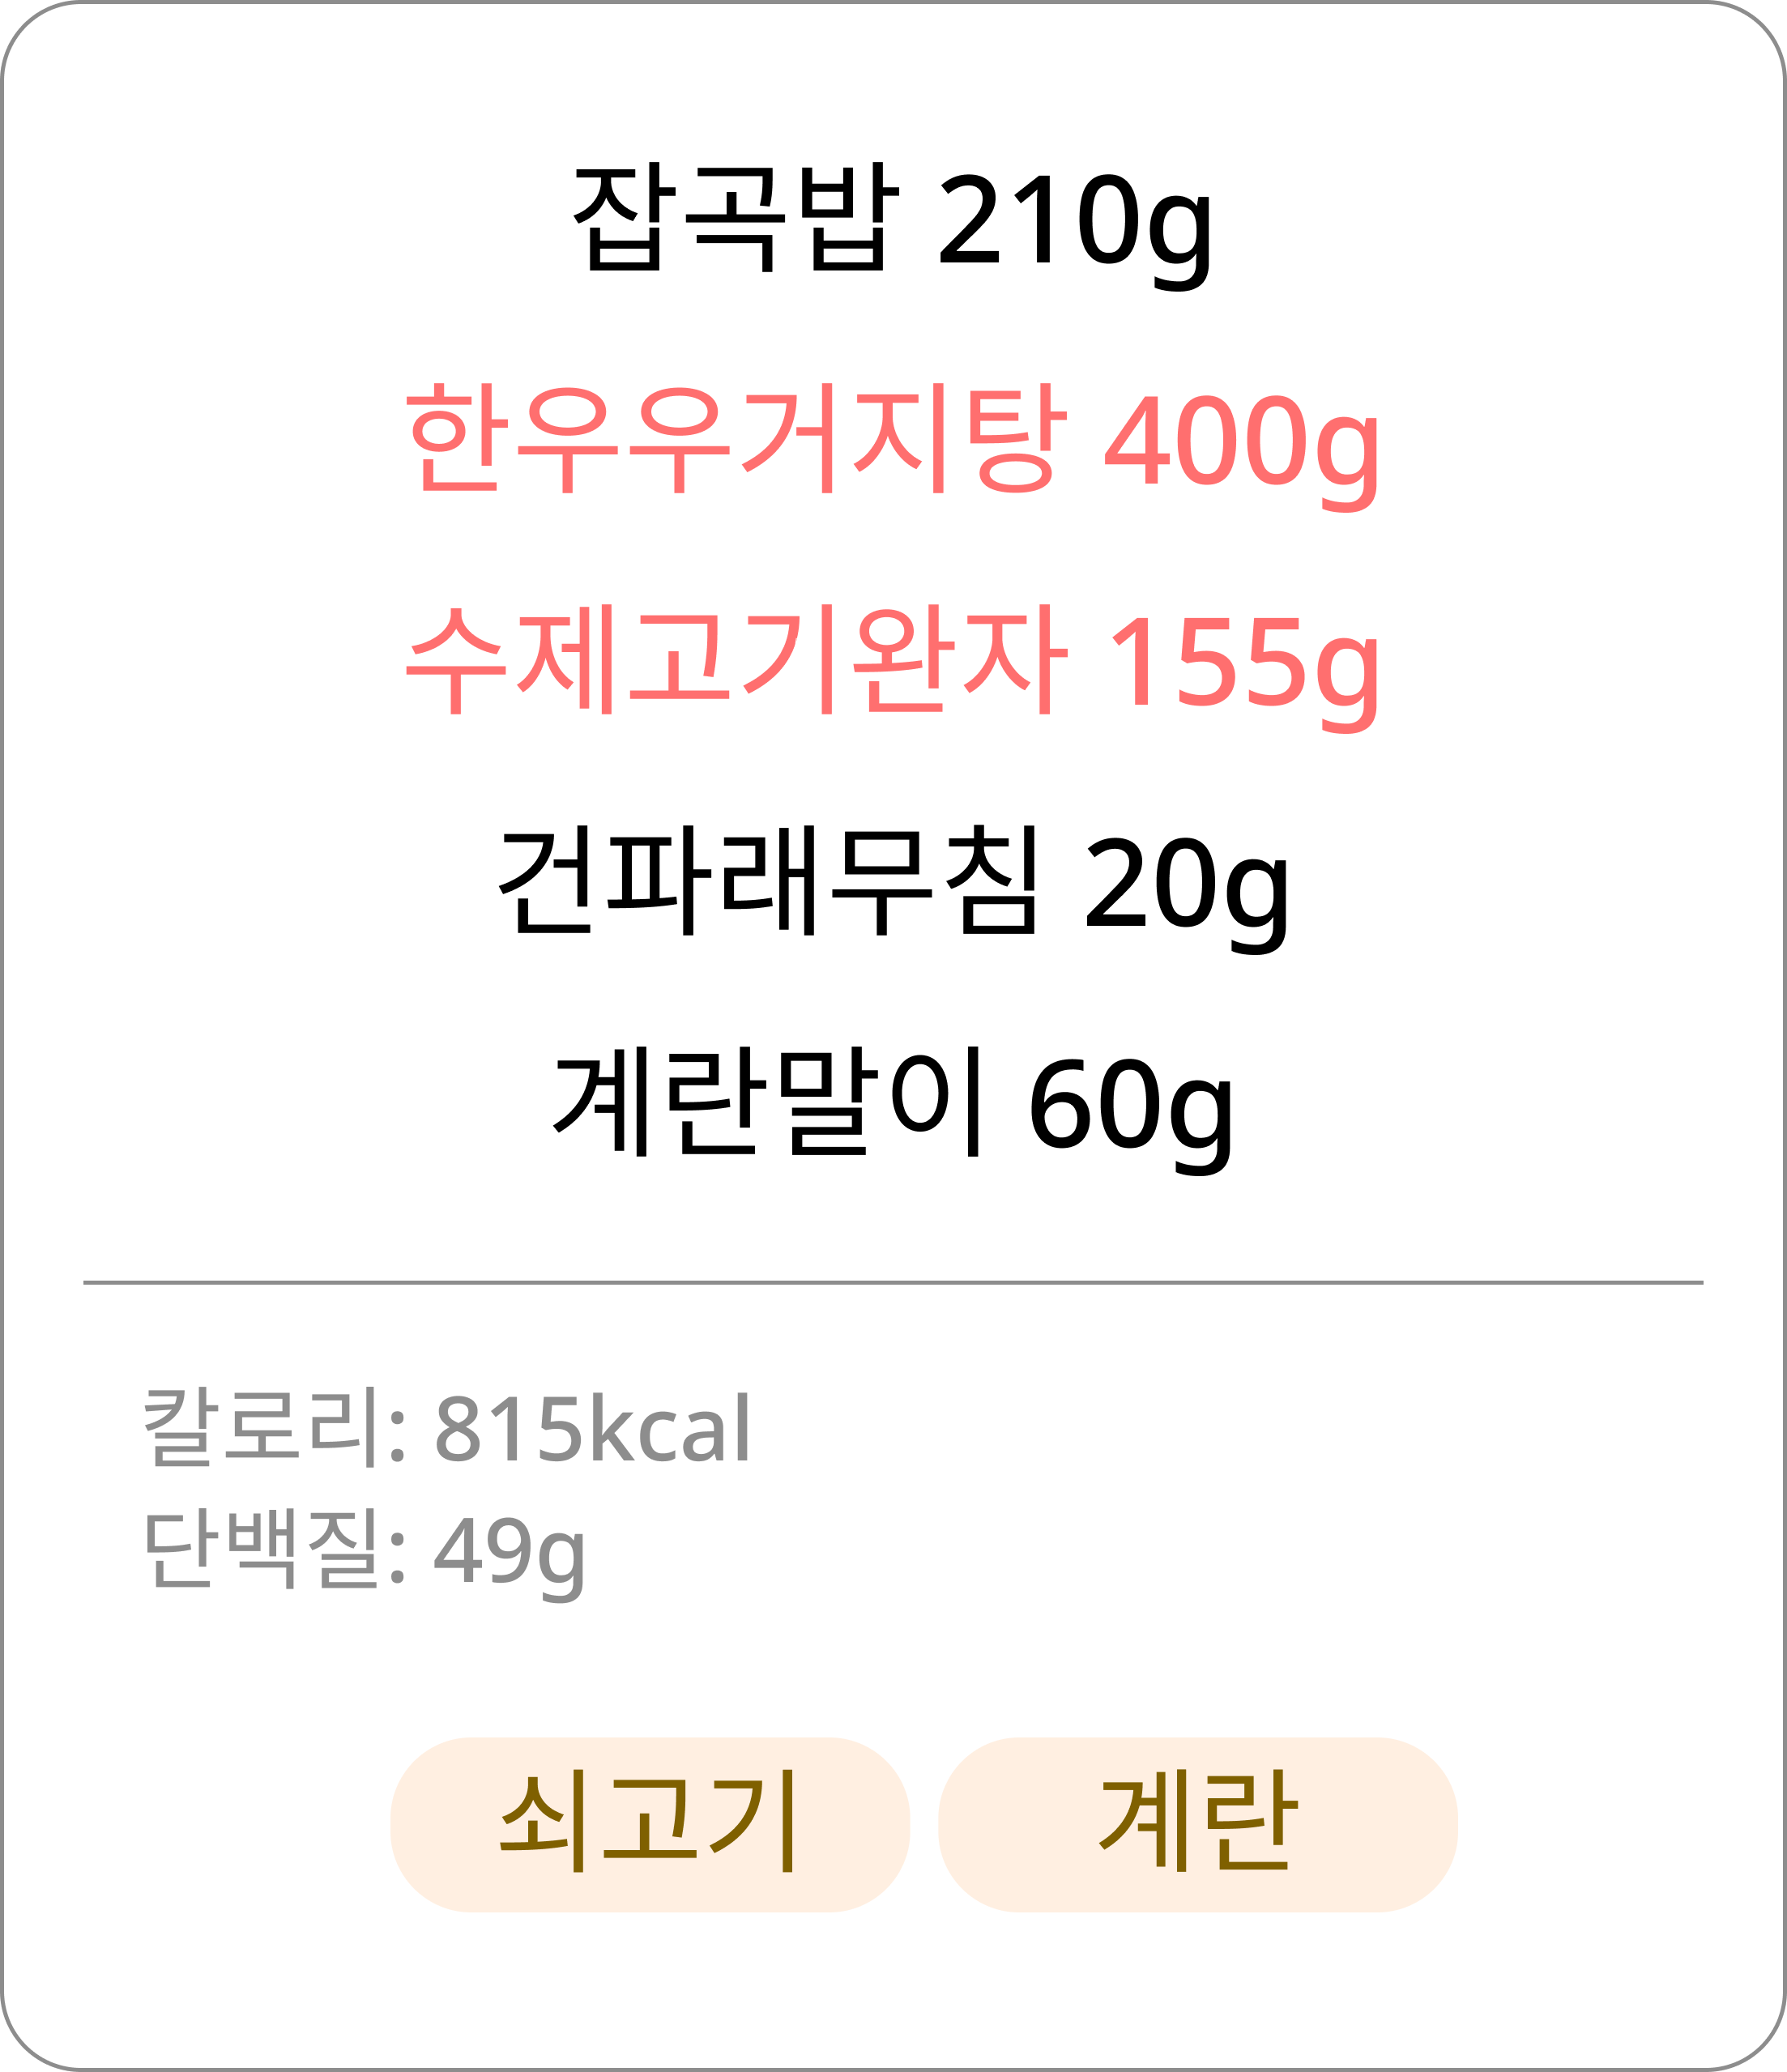 잡곡밥 210g
한우우거지탕 400g
수제고기완자 155g
건파래무침 20g
계란말이 60g
칼로리: 815kcal
단백질: 49g
쇠고기 계란